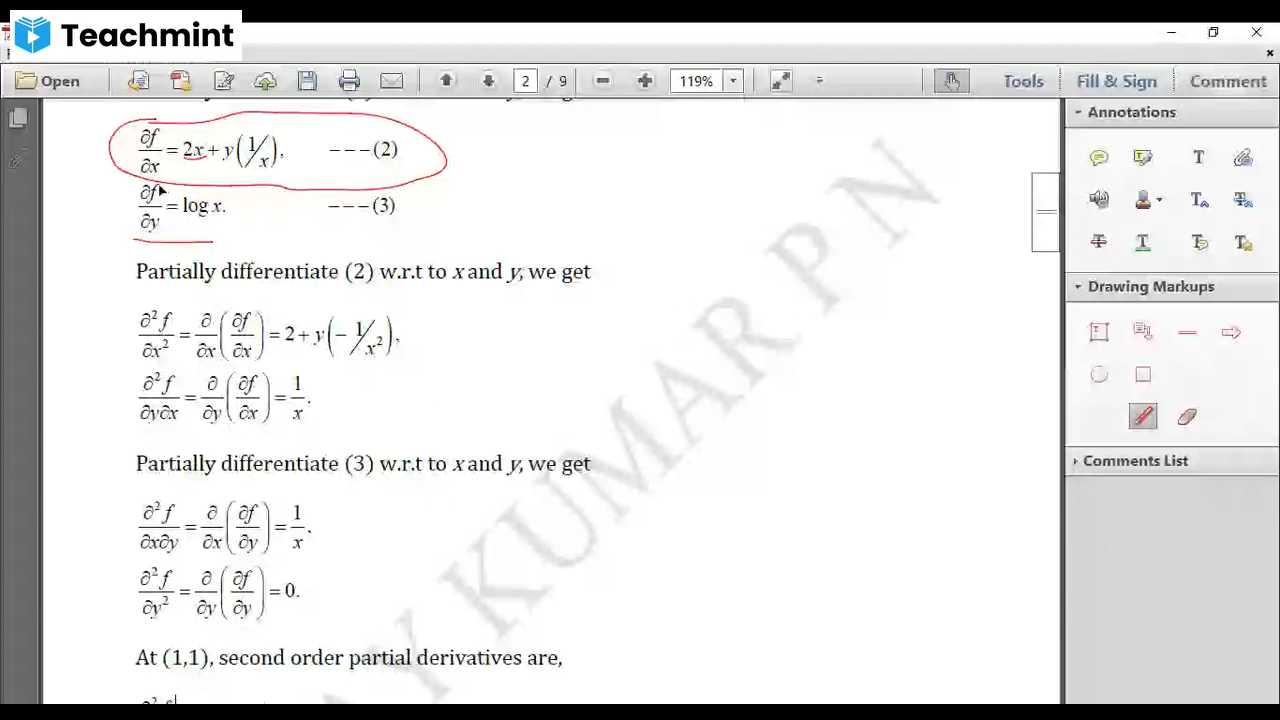 Teachmint
Open
2 / 9
119%
Tools
Fill & Sign
Comment
Annotations
T
T
T
T
T
T
T
Drawing Markups
T
Comments List
∂f/∂x = 2x + y(1/x), − − − (2)
∂f/∂y = log x. − − − (3)
Partially differentiate (2) w.r.t to x and y, we get
∂²f/∂x² = ∂/∂x (∂f/∂x) = 2 + y(− 1/x²),
∂²f/∂y∂x = ∂/∂y (∂f/∂x) = 1/x.
Partially differentiate (3) w.r.t to x and y, we get
∂²f/∂x∂y = ∂/∂x (∂f/∂y) = 1/x,
∂²f/∂y² = ∂/∂y (∂f/∂y) = 0.
At (1,1), second order partial derivatives are,
AY KUMAR P N